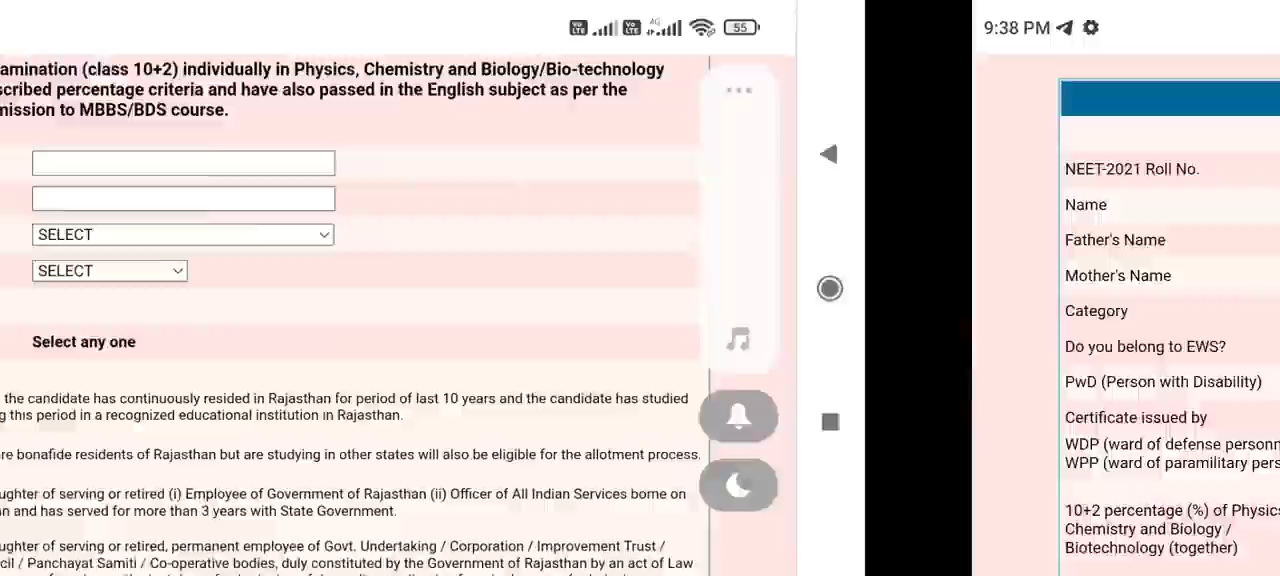 55
amination (class 10+2) individually in Physics, Chemistry and Biology/Bio-technology
scribed percentage criteria and have also passed in the English subject as per the
mission to MBBS/BDS course.
SELECT
SELECT
Select any one
the candidate has continuously resided in Rajasthan for period of last 10 years and the candidate has studied
g this period in a recognized educational institution in Rajasthan.
re bonafide residents of Rajasthan but are studying in other states will also be eligible for the allotment process.
ughter of serving or retired (i) Employee of Government of Rajasthan (ii) Officer of All Indian Services borne on
n and has served for more than 3 years with State Government.
ughter of serving or retired, permanent employee of Govt. Undertaking / Corporation / Improvement Trust /
cil / Panchayat Samiti / Co-operative bodies, duly constituted by the Government of Rajasthan by an act of Law
9:38 PM
NEET-2021 Roll No.
Name
Father's Name
Mother's Name
Category
Do you belong to EWS?
PwD (Person with Disability)
Certificate issued by
WDP (ward of defense personn
WPP (ward of paramilitary pers
10+2 percentage (%) of Physics
Chemistry and Biology /
Biotechnology (together)